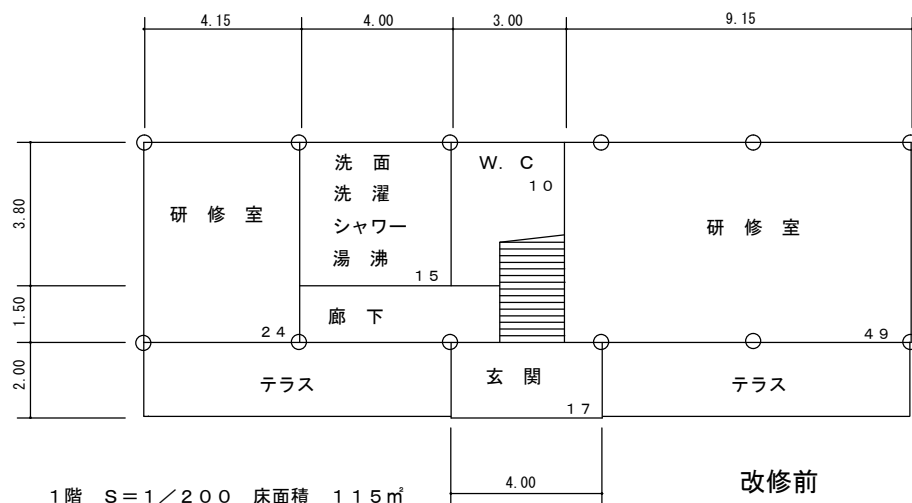 4.15 4.00 3.00 9.15
3.80
1.50
2.00
研修室
24
洗面
洗濯
シャワー
湯沸
15
W.C
10
研修室
49
廊下
テラス
玄関
17
テラス
4.00
1階 S=1/200 床面積 115㎡
改修前